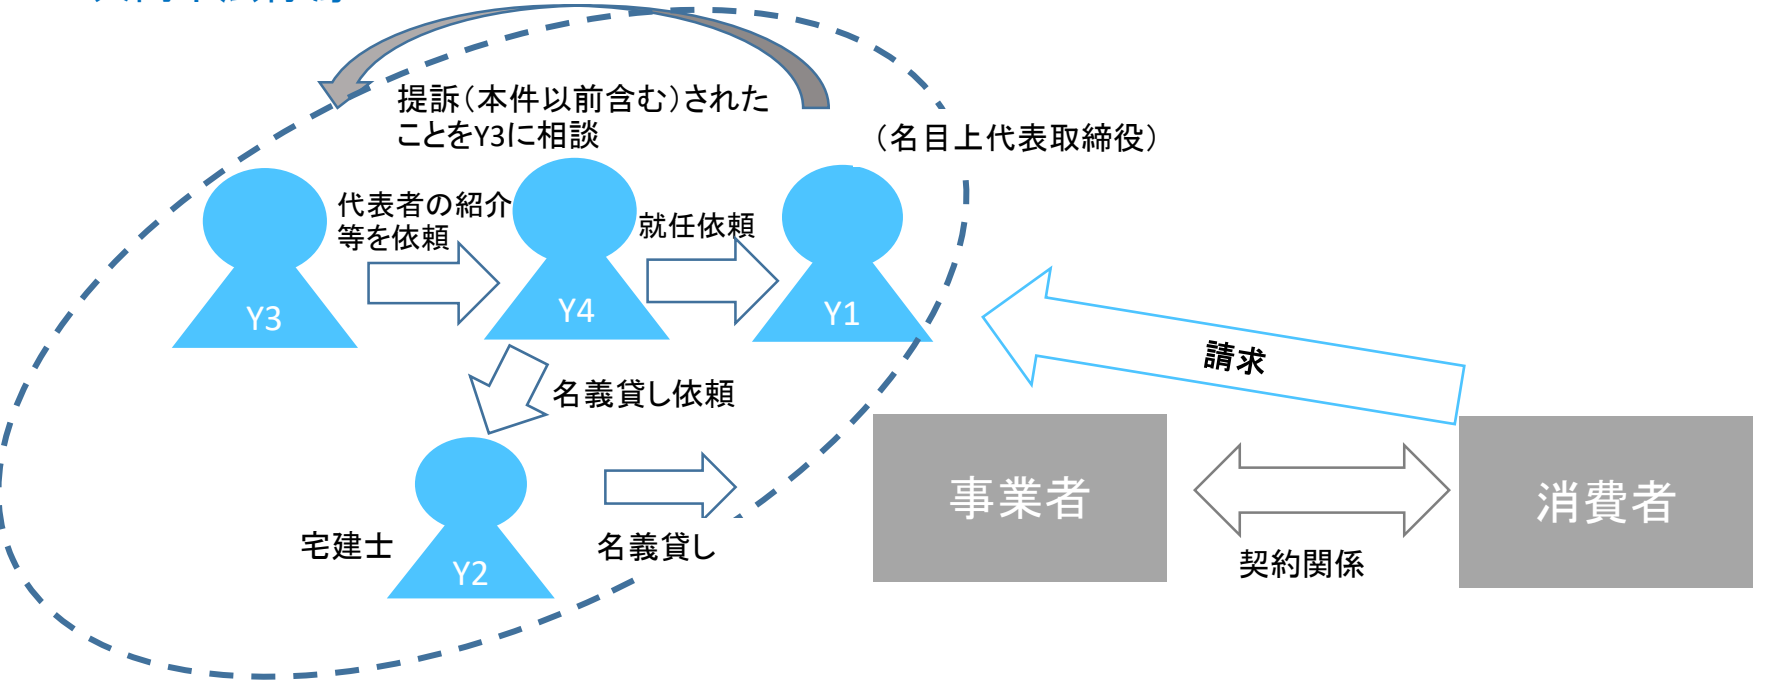 提訴（本件以前含む）された
ことをY3に相談
（名目上代表取締役）
代表者の紹介
等を依頼
就任依頼
Y3
Y4
Y1
請求
名義貸し依頼
事業者
消費者
宅建士
名義貸し
契約関係
Y2